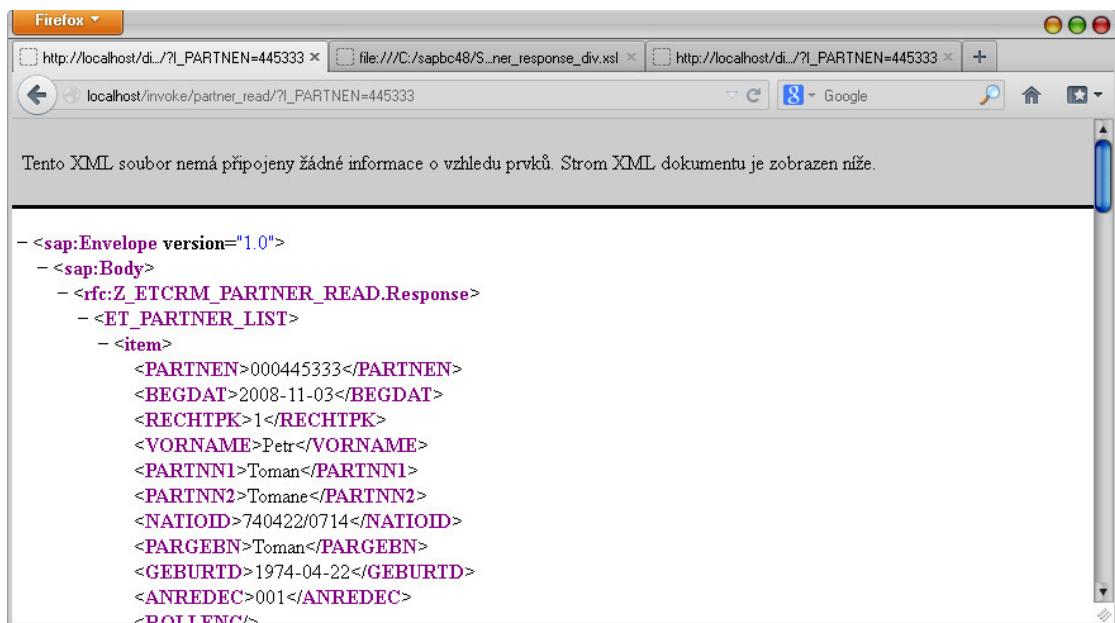 Firefox
http://localhost/di.../?I_PARTNEN=445333
file:///C:/sapbc48/S...ner_response_div.xsl
http://localhost/di.../?I_PARTNEN=445333
localhost/invoke/partner_read/?I_PARTNEN=445333
Google
Tento XML soubor nemá připojeny žádné informace o vzhledu prvků. Strom XML dokumentu je zobrazen níže.
− <sap:Envelope version="1.0">
− <sap:Body>
− <rfc:Z_ETCRM_PARTNER_READ.Response>
− <ET_PARTNER_LIST>
− <item>
<PARTNEN>000445333</PARTNEN>
<BEGDAT>2008-11-03</BEGDAT>
<RECHTPK>1</RECHTPK>
<VORNAME>Petr</VORNAME>
<PARTNN1>Toman</PARTNN1>
<PARTNN2>Tomane</PARTNN2>
<NATIOID>740422/0714</NATIOID>
<PARGEBN>Toman</PARGEBN>
<GEBURTD>1974-04-22</GEBURTD>
<ANREDEC>001</ANREDEC>